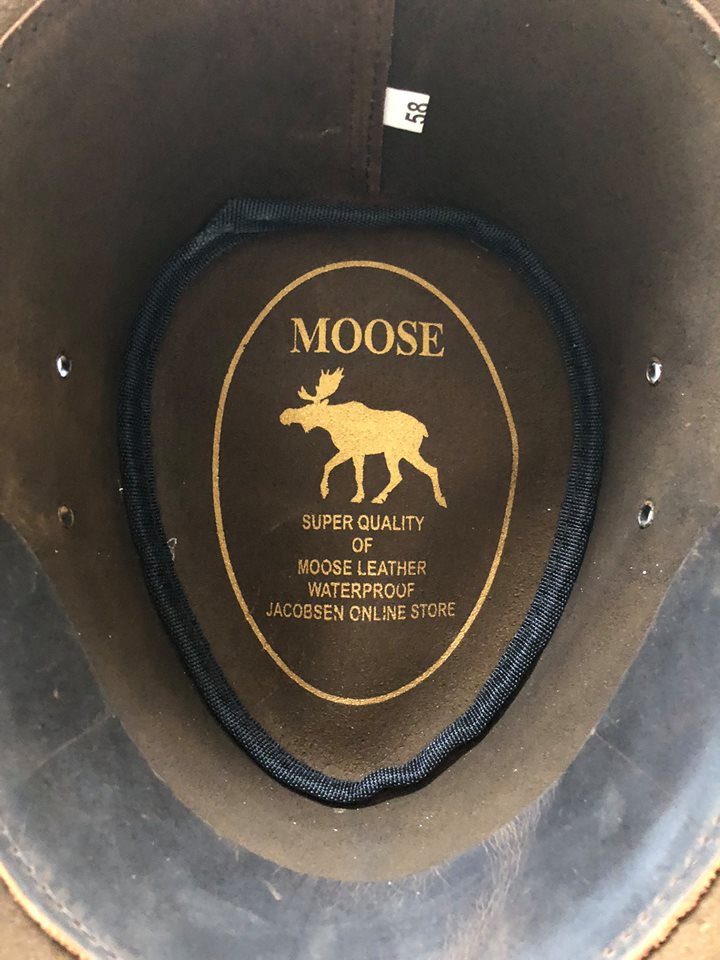 58
MOOSE
SUPER QUALITY
OF
MOOSE LEATHER
WATERPROOF
JACOBSEN ONLINE STORE